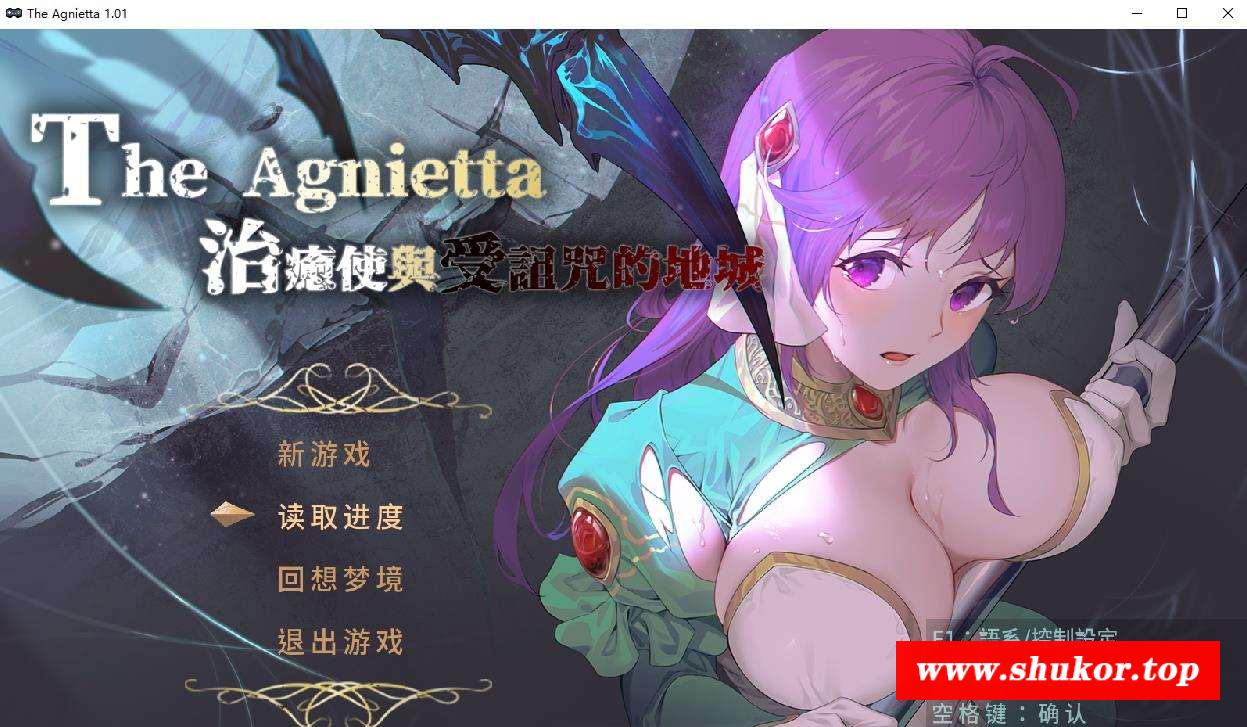 The Agnietta 1.01
The Agnietta
治癒使與受詛咒的地城
新游戏
读取进度
回想梦境
退出游戏
F1：語系/控制設定
www.shukor.top
空格键：确认